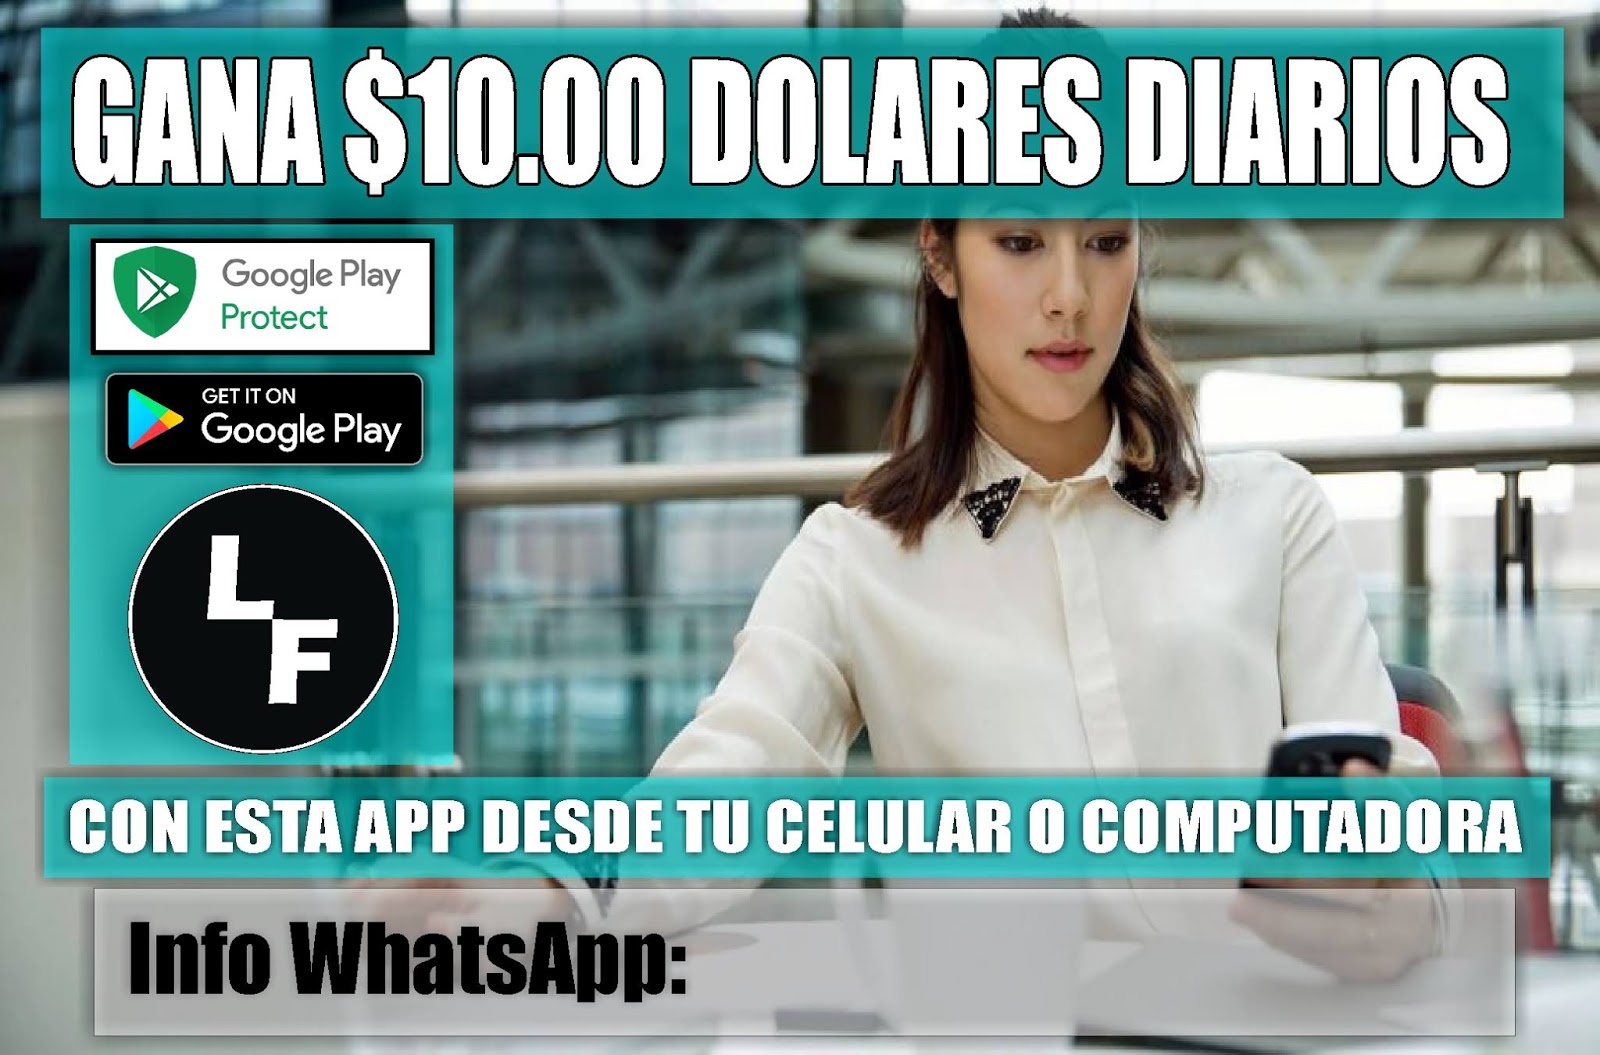 GANA $10.00 DOLARES DIARIOS
Google Play
Protect
GET IT ON
Google Play
L
F
CON ESTA APP DESDE TU CELULAR O COMPUTADORA
Info WhatsApp: